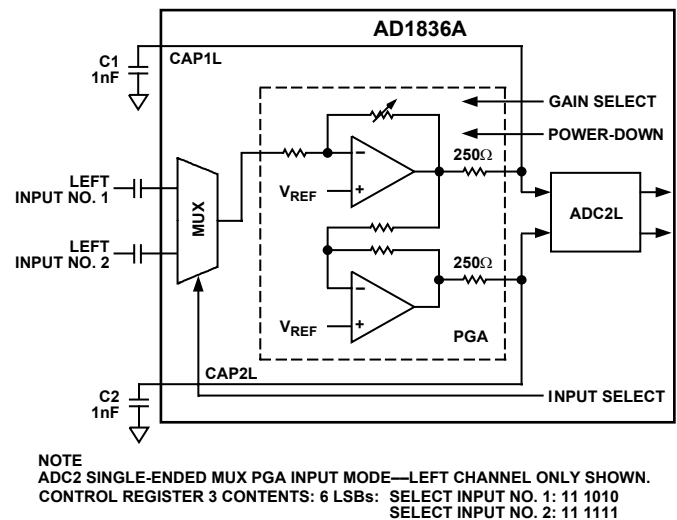 AD1836A
C1
1nF
CAP1L
GAIN SELECT
POWER-DOWN
250Ω
VREF
LEFT
INPUT NO. 1
MUX
ADC2L
LEFT
INPUT NO. 2
250Ω
VREF
PGA
CAP2L
C2
1nF
INPUT SELECT
NOTE
ADC2 SINGLE-ENDED MUX PGA INPUT MODE—LEFT CHANNEL ONLY SHOWN.
CONTROL REGISTER 3 CONTENTS: 6 LSBs: SELECT INPUT NO. 1: 11 1010
SELECT INPUT NO. 2: 11 1111